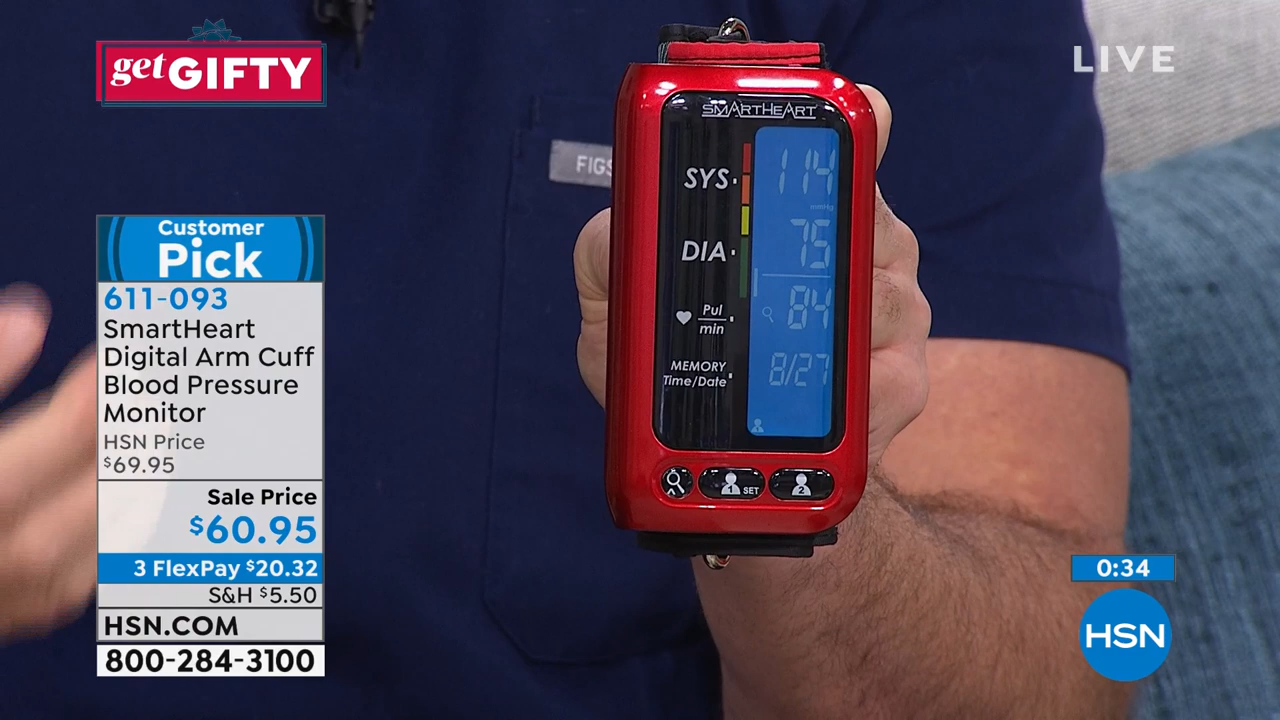 getGIFTY
LIVE
SMARTHEART
FIGS
SYS
114
mmHg
DIA
75
Pul
min
84
MEMORY
Time/Date
8/27
1 SET
2
Customer
Pick
611-093
SmartHeart
Digital Arm Cuff
Blood Pressure
Monitor
HSN Price
$69.95
Sale Price
$60.95
3 FlexPay $20.32
S&H $5.50
HSN.COM
800-284-3100
0:34
HSN